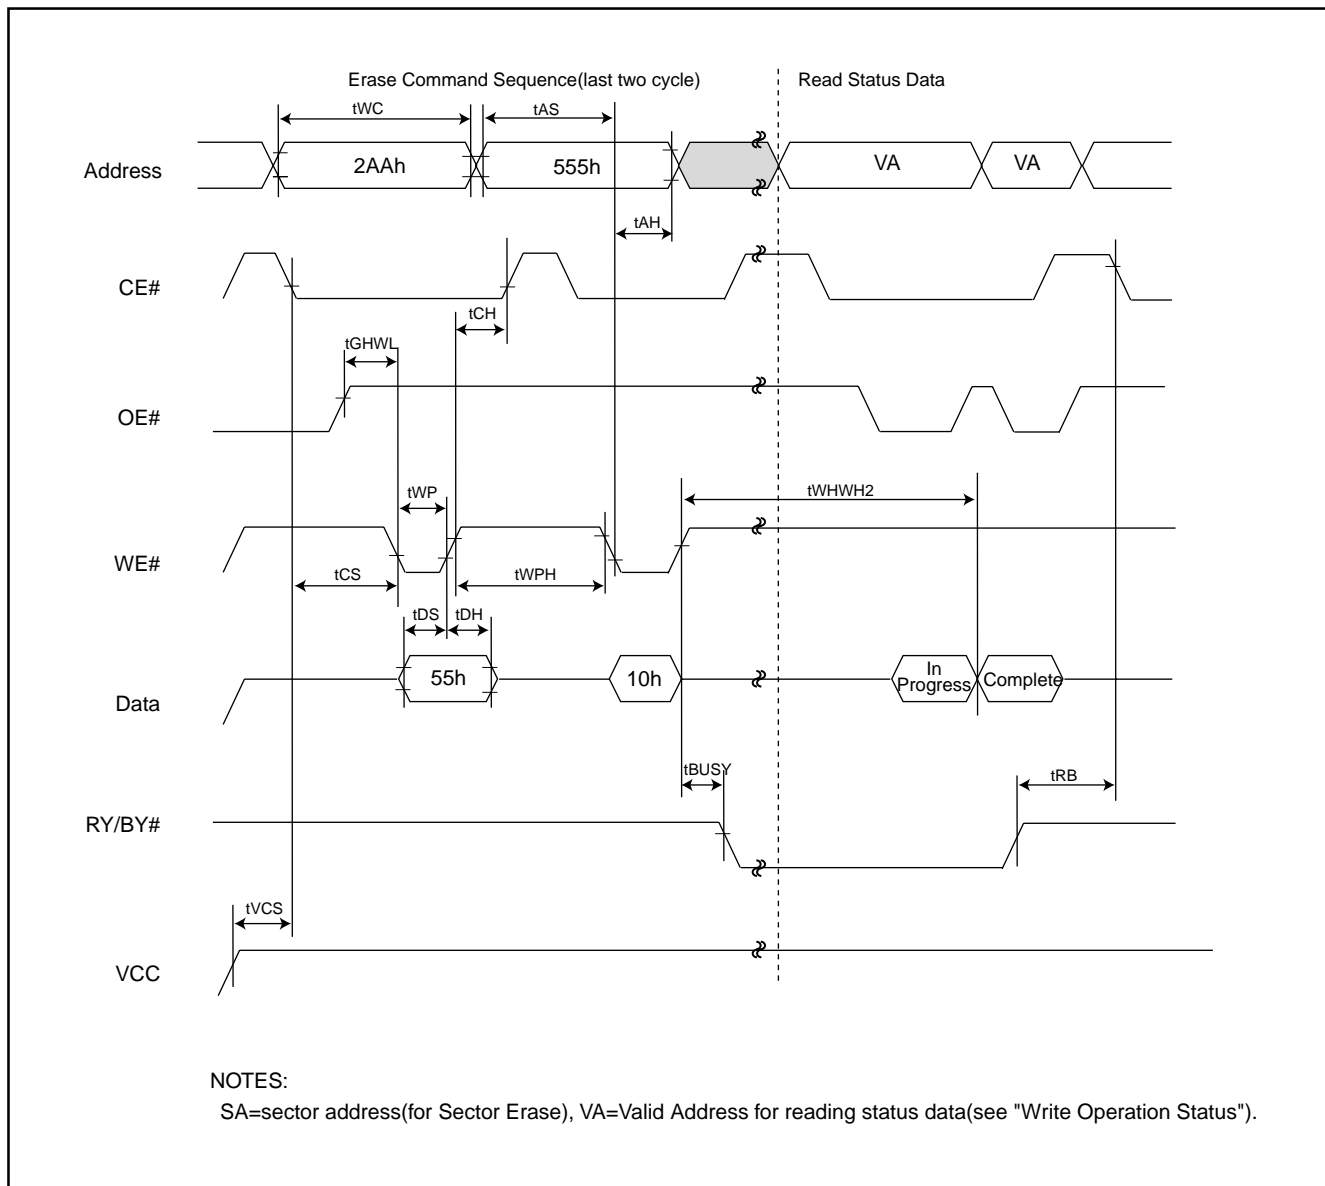 Erase Command Sequence(last two cycle)
Read Status Data
tWC
tAS
Address
2AAh
555h
VA
VA
tAH
CE#
tCH
tGHWL
OE#
tWP
tWHWH2
WE#
tCS
tWPH
tDS
tDH
55h
10h
In
Progress
Complete
Data
tBUSY
tRB
RY/BY#
tVCS
VCC
NOTES:
SA=sector address(for Sector Erase), VA=Valid Address for reading status data(see "Write Operation Status").